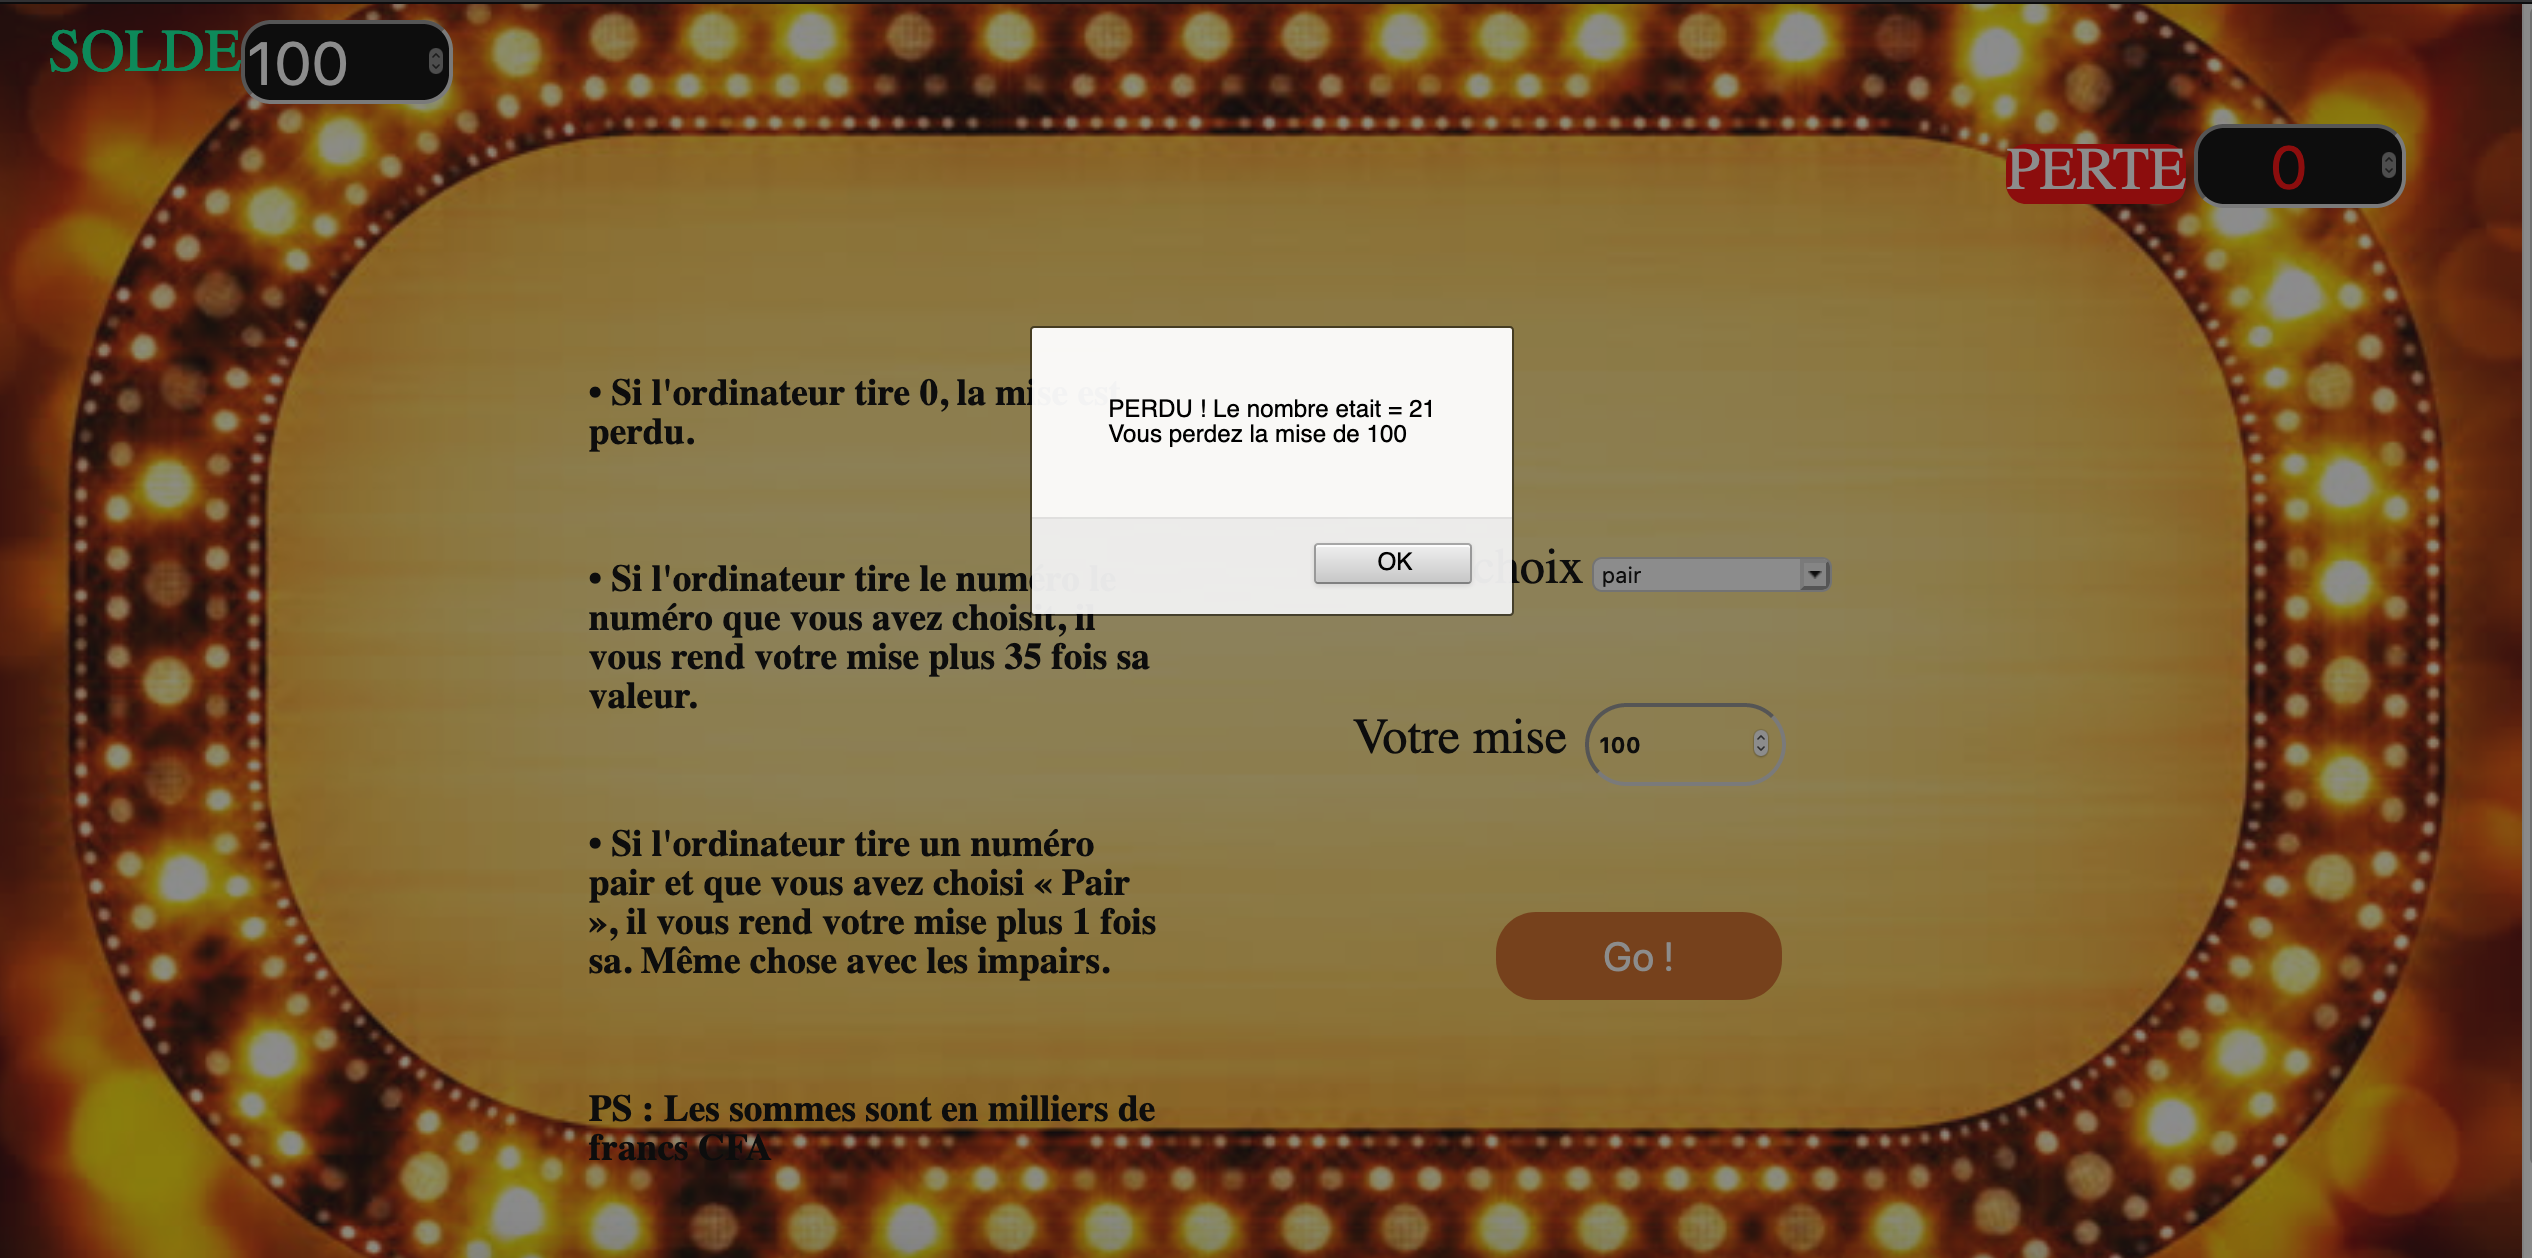 SOLDE 100
PERTE 0
• Si l'ordinateur tire 0, la mise est
perdu.
• Si l'ordinateur tire le numéro le
numéro que vous avez choisit, il
vous rend votre mise plus 35 fois sa
valeur.
• Si l'ordinateur tire un numéro
pair et que vous avez choisi « Pair
», il vous rend votre mise plus 1 fois
sa. Même chose avec les impairs.
PS : Les sommes sont en milliers de
francs CFA
PERDU ! Le nombre etait = 21
Vous perdez la mise de 100
OK
choix pair
Votre mise 100
Go !